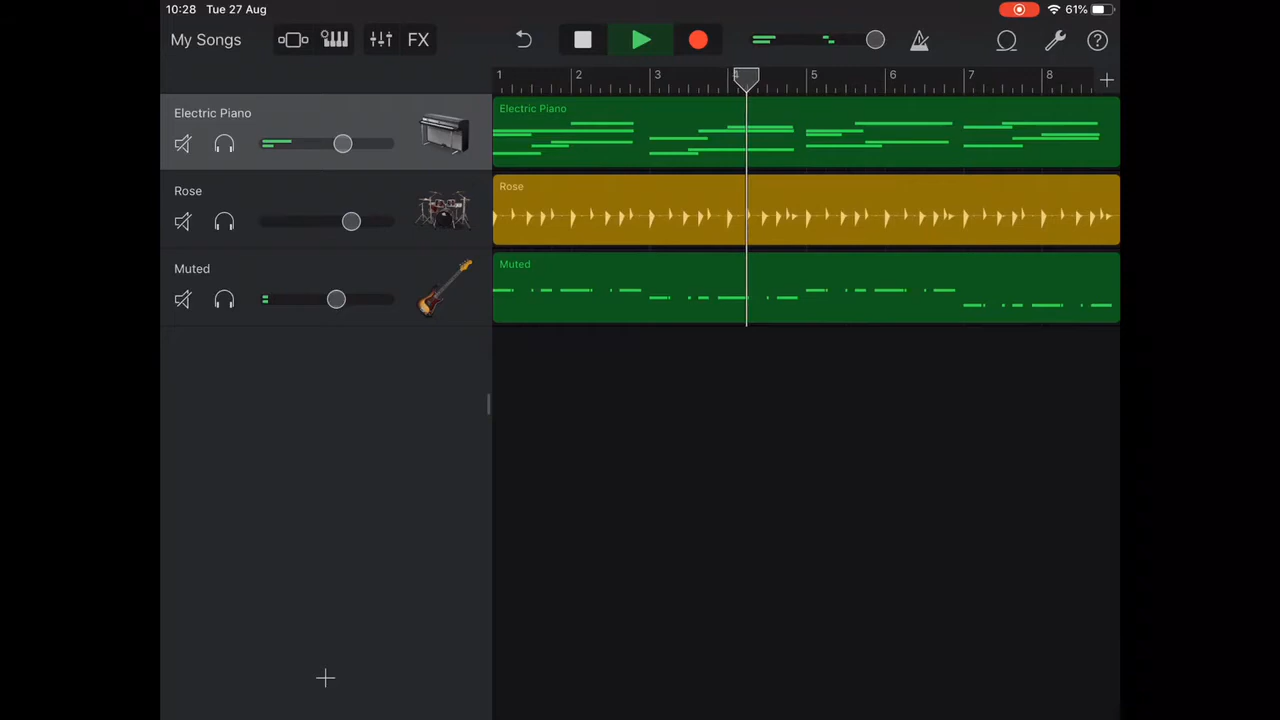 10:28 Tue 27 Aug 61%
My Songs FX
1 2 3 4 5 6 7 8
Electric Piano
Electric Piano
Rose
Rose
Muted
Muted